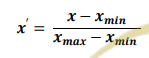 x' = (x − x_min) / (x_max − x_min)